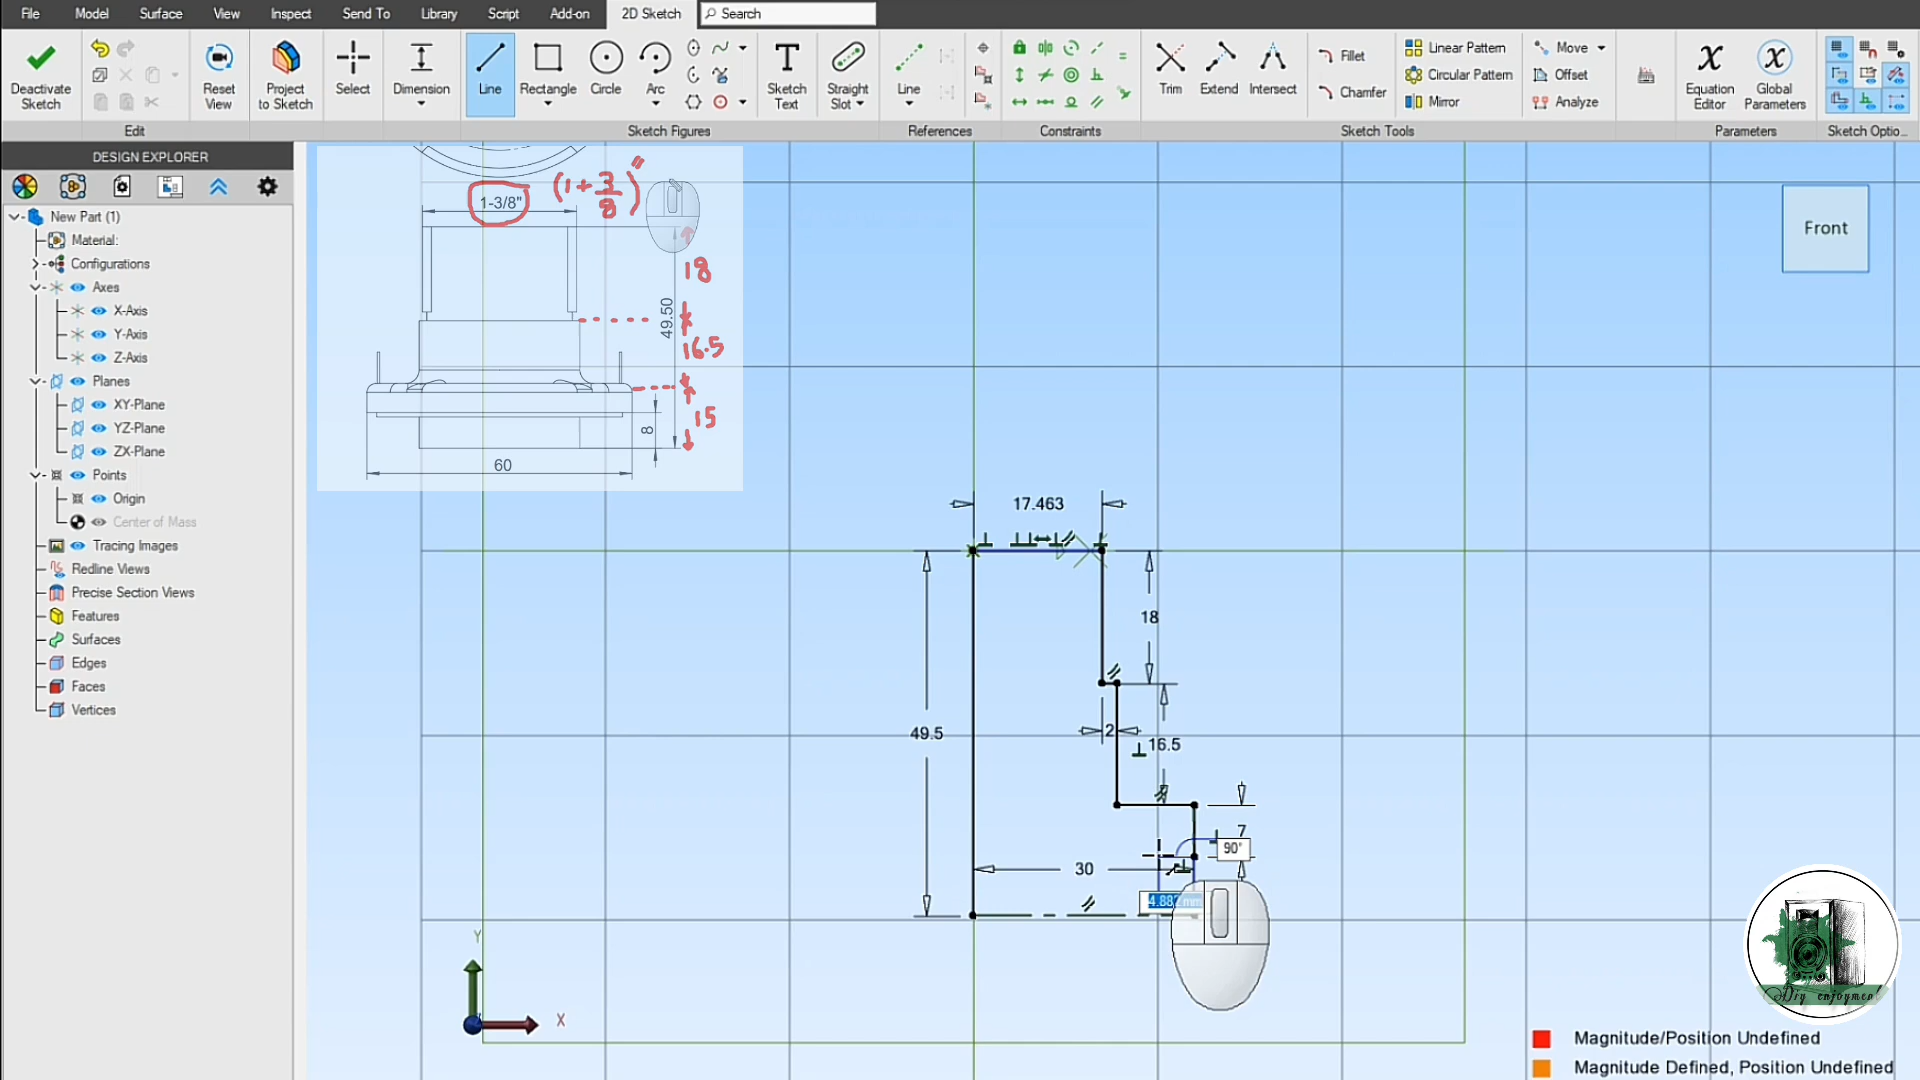 File Model Surface View Inspect Send To Library Script Add-on 2D Sketch Search
Deactivate Sketch
Reset View
Project to Sketch
Select
Dimension
Line
Rectangle
Circle
Arc
Sketch Text
Straight Slot
Line
Trim
Extend
Intersect
Fillet
Chamfer
Linear Pattern
Circular Pattern
Mirror
Move
Offset
Analyze
Equation Editor
Global Parameters
Edit
Sketch Figures
References
Constraints
Sketch Tools
Parameters
Sketch Optio...
DESIGN EXPLORER
New Part (1)
Material:
Configurations
Axes
X-Axis
Y-Axis
Z-Axis
Planes
XY-Plane
YZ-Plane
ZX-Plane
Points
Origin
Center of Mass
Tracing Images
Redline Views
Precise Section Views
Features
Surfaces
Edges
Faces
Vertices
1-3/8"
(1+3/8)"
18
49.50
16.5
15
8
60
Front
17.463
18
49.5
2
16.5
7
90°
30
4.882 mm
Y
X
Diy enjoyment
Magnitude/Position Undefined
Magnitude Defined, Position Undefined